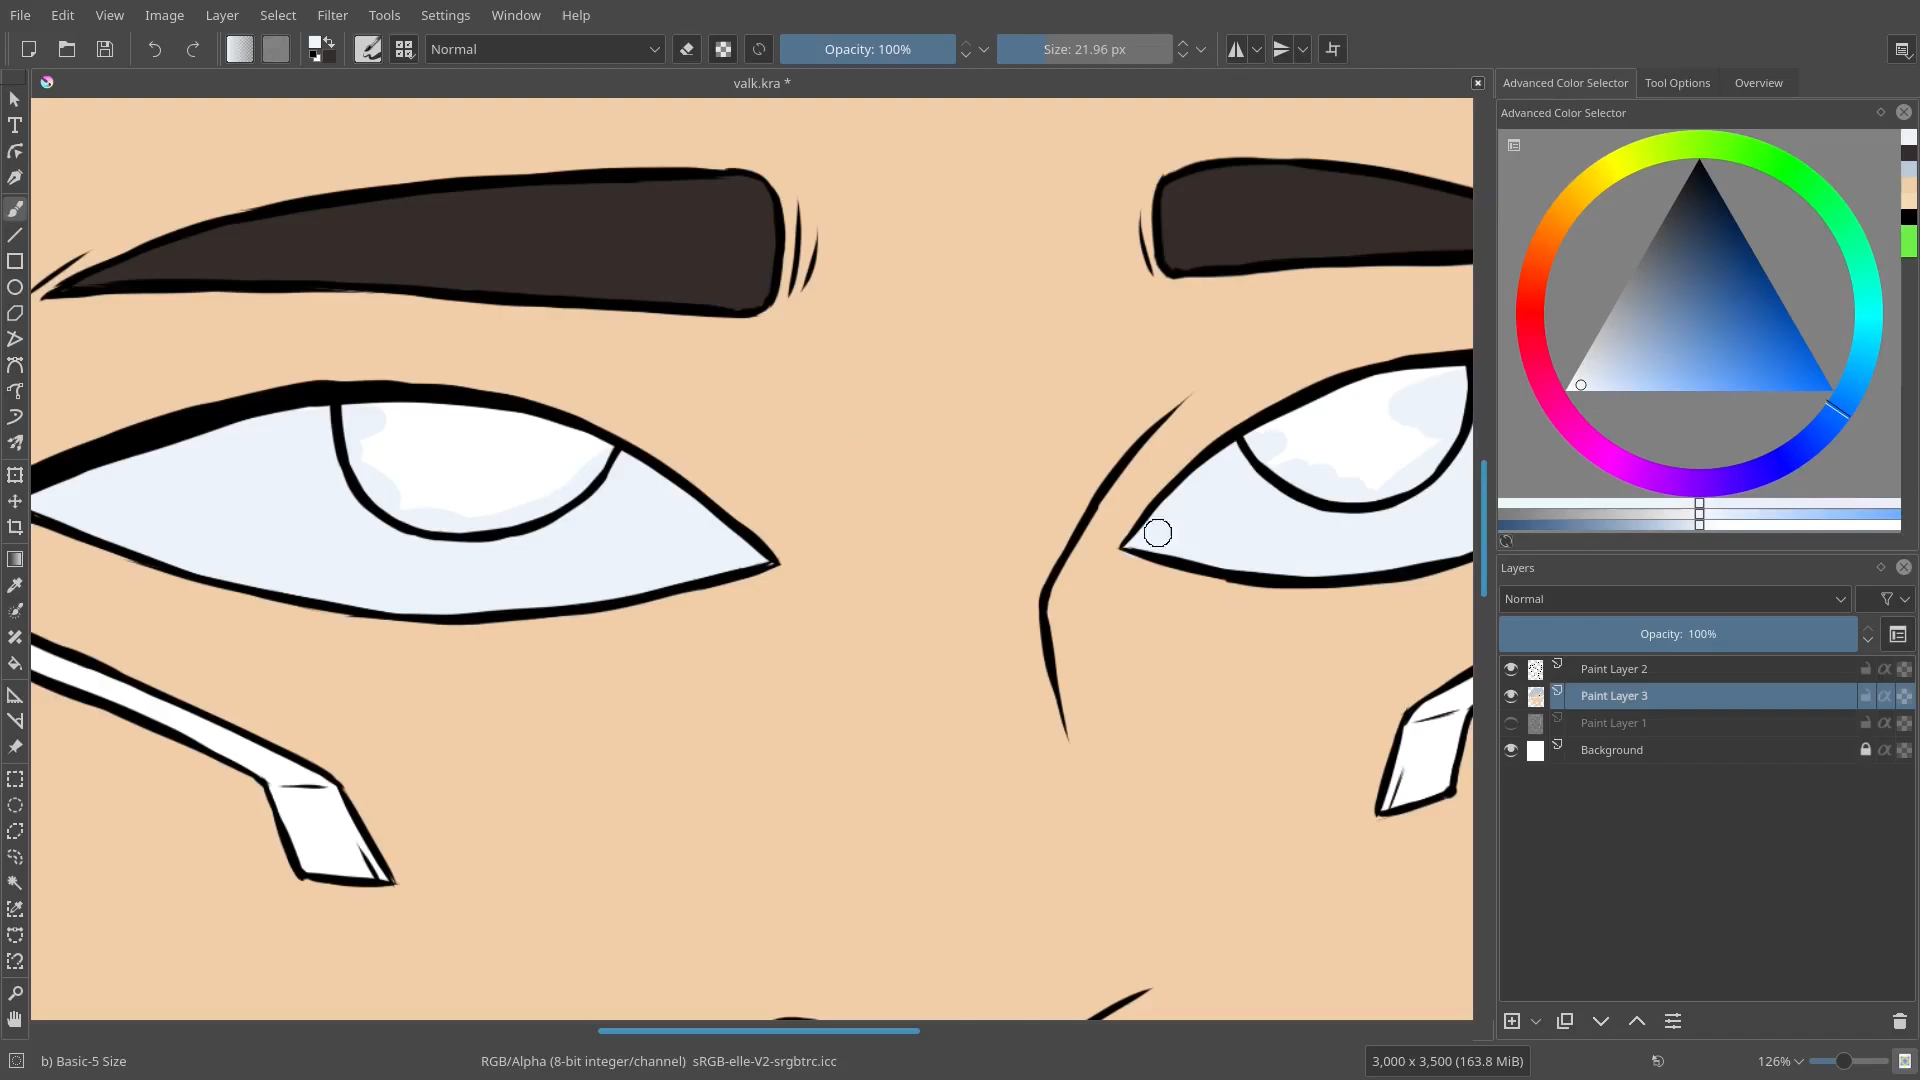 File Edit View Image Layer Select Filter Tools Settings Window Help
Normal Opacity: 100% Size: 21.96 px
valk.kra *
Advanced Color Selector Tool Options Overview
Advanced Color Selector
Layers
Normal
Opacity: 100%
Paint Layer 2
Paint Layer 3
Paint Layer 1
Background
b) Basic-5 Size RGB/Alpha (8-bit integer/channel) sRGB-elle-V2-srgbtrc.icc 3,000 x 3,500 (163.8 MiB) 126%